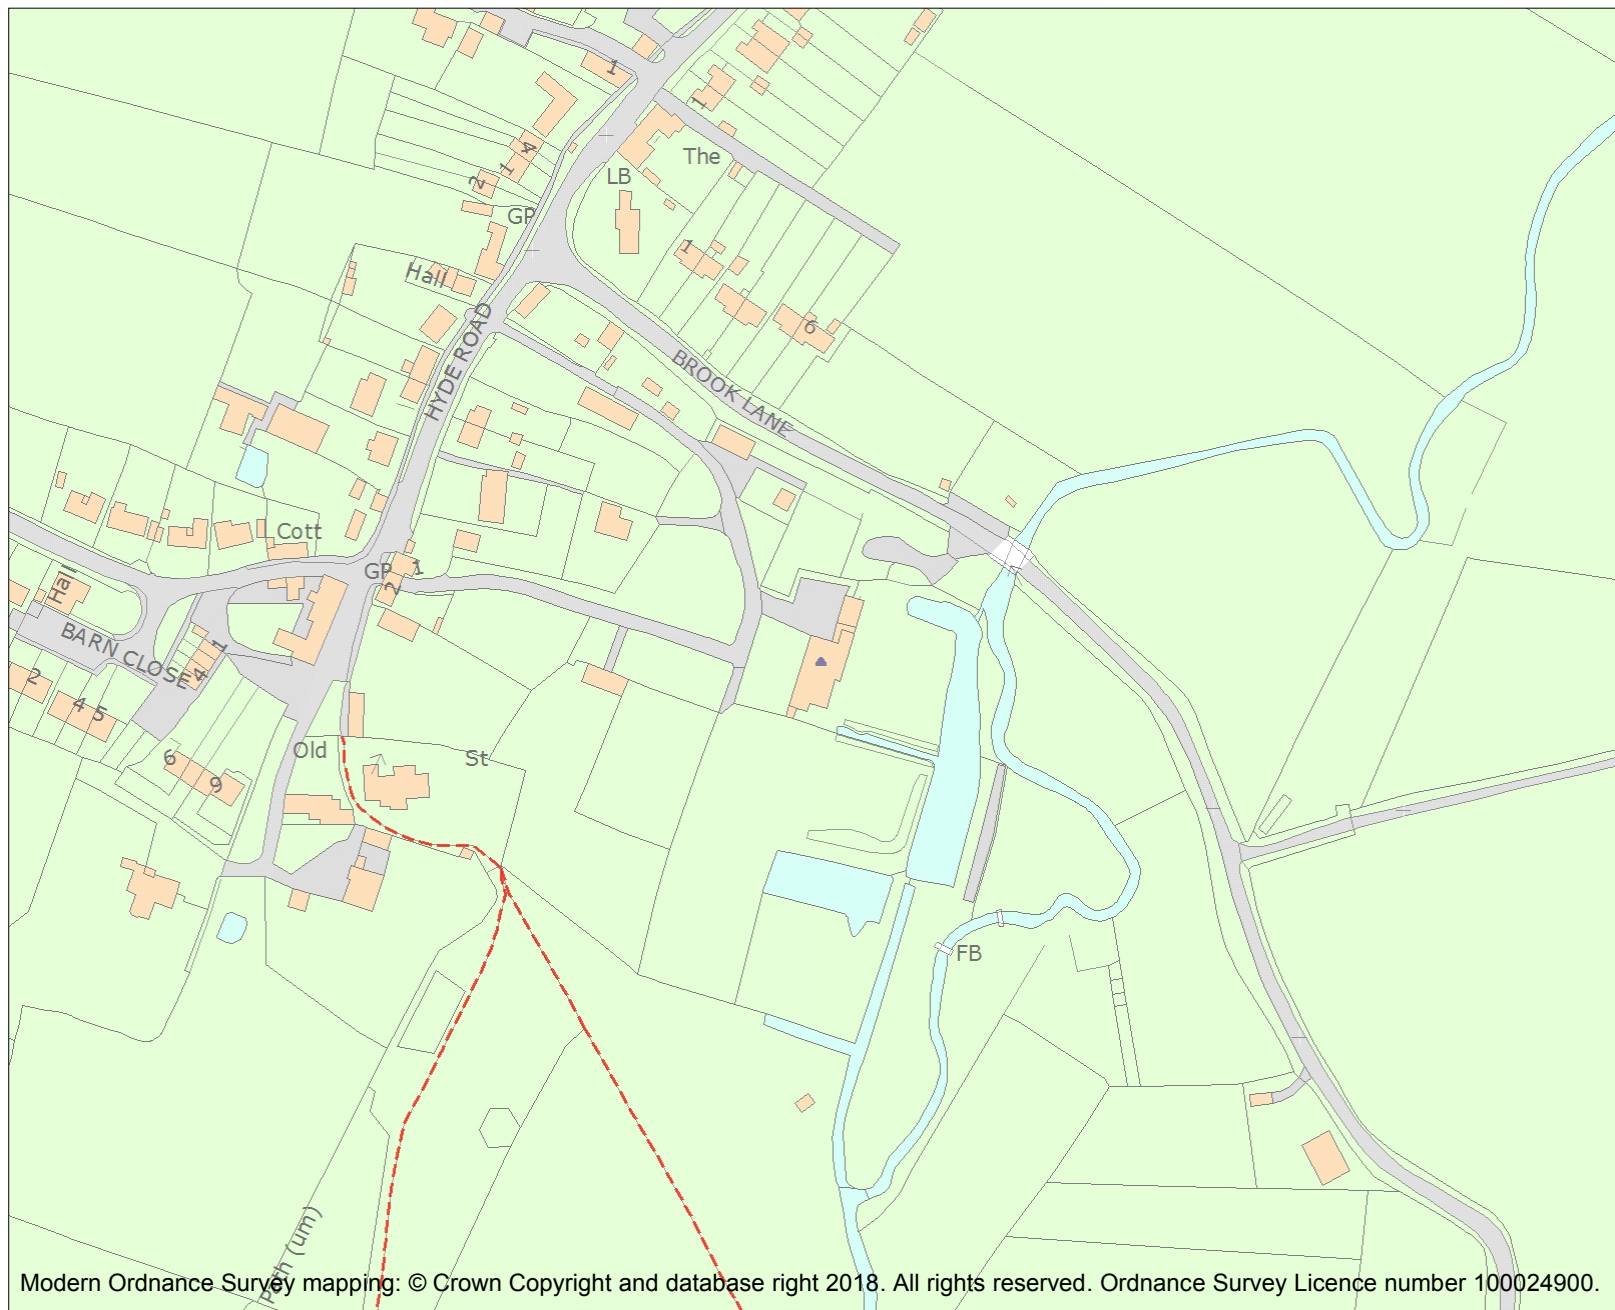 1
1
4
The
1
2
LB
GP
1
Hall
6
HYDE ROAD
BROOK LANE
Cott
GP
1
2
Hall
BARN CLOSE
1
4
2
4 5
6
9
Old
St
FB
Path (um)
Modern Ordnance Survey mapping: © Crown Copyright and database right 2018. All rights reserved. Ordnance Survey Licence number 100024900.